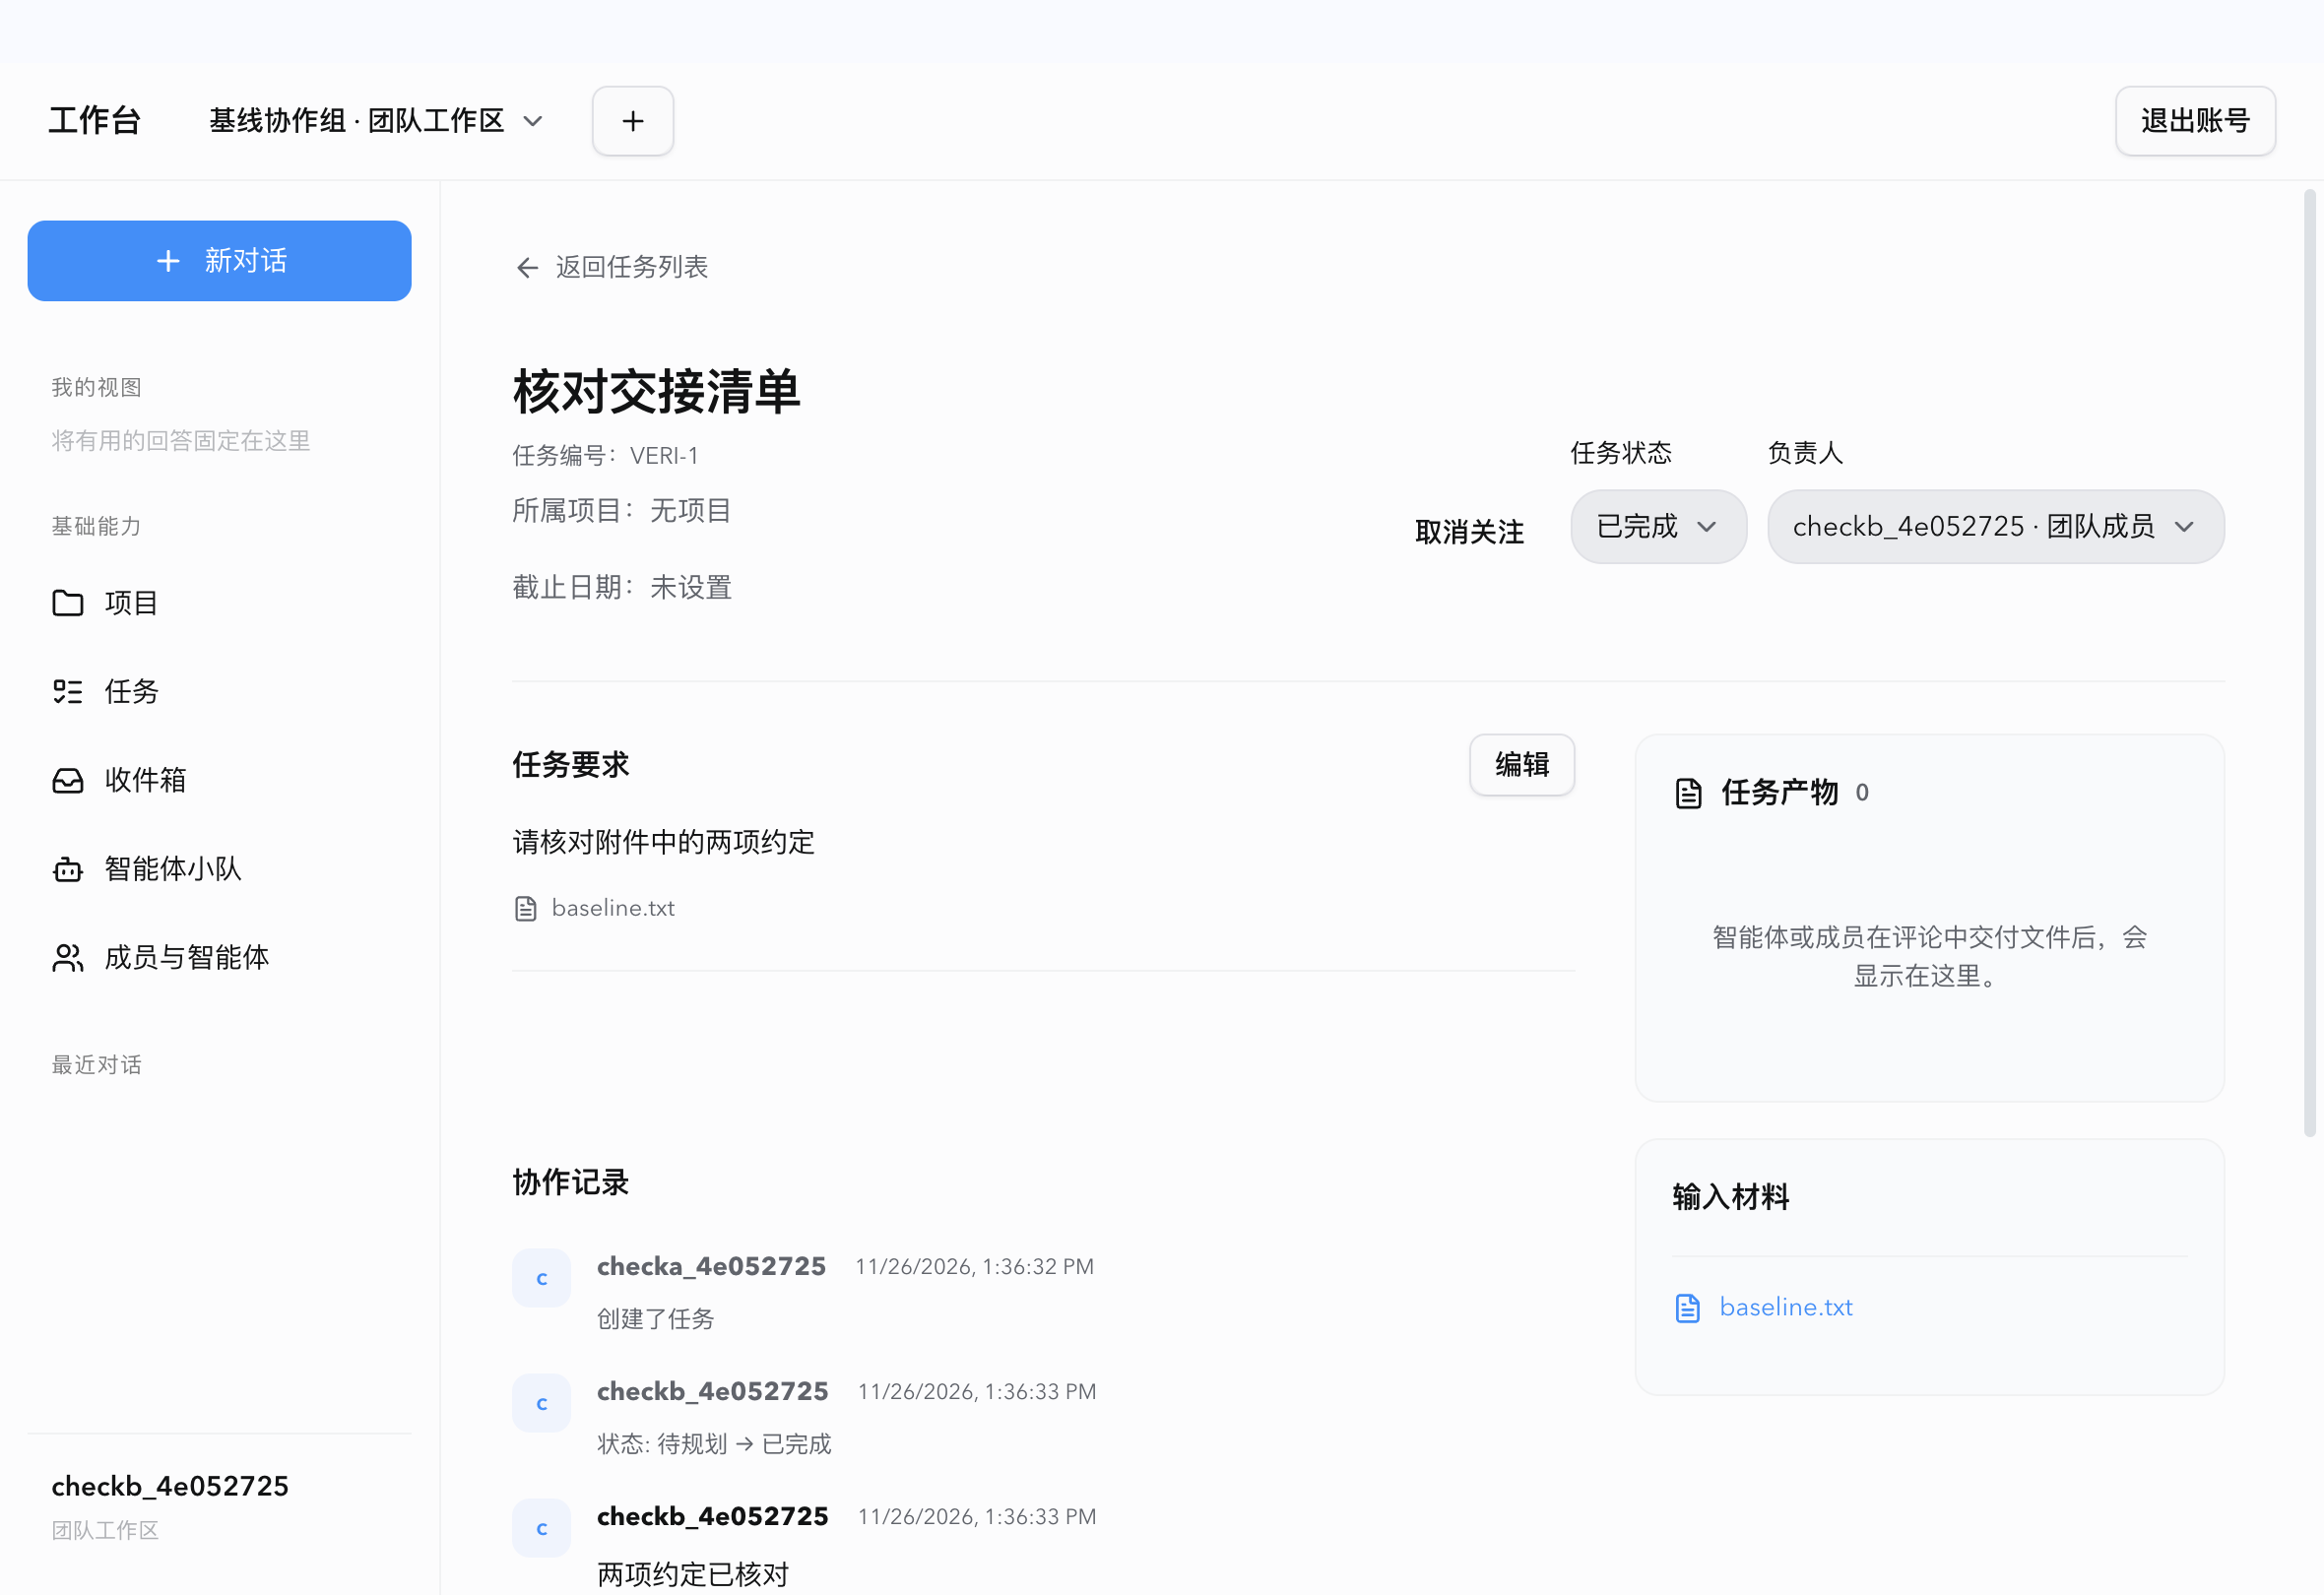 工作台
基线协作组 · 团队工作区
退出账号
新对话
我的视图
将有用的回答固定在这里
基础能力
项目
任务
收件箱
智能体小队
成员与智能体
最近对话
checkb_4e052725
团队工作区
返回任务列表
核对交接清单
任务编号：VERI-1
所属项目：无项目
截止日期：未设置
取消关注
任务状态
已完成
负责人
checkb_4e052725 · 团队成员
任务要求
编辑
请核对附件中的两项约定
baseline.txt
协作记录
c
checka_4e052725 11/26/2026, 1:36:32 PM
创建了任务
c
checkb_4e052725 11/26/2026, 1:36:33 PM
状态: 待规划 → 已完成
c
checkb_4e052725 11/26/2026, 1:36:33 PM
两项约定已核对
任务产物 0
智能体或成员在评论中交付文件后，会
显示在这里。
输入材料
baseline.txt